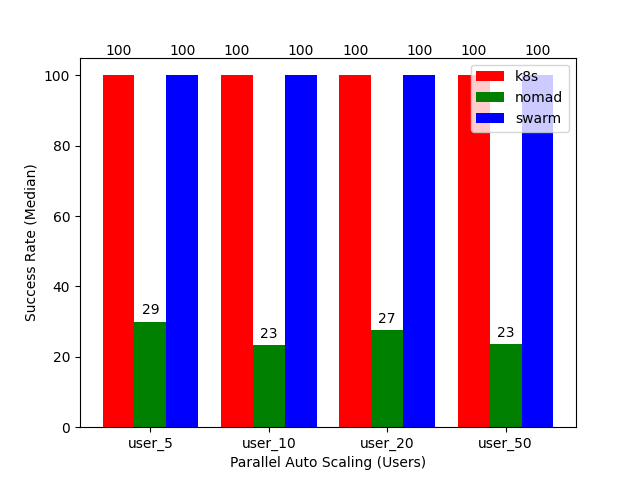 100 100 100 100 100 100 100 100
k8s
nomad
swarm
100
80
60
40
20
0
29
23
27
23
Success Rate (Median)
user_5 user_10 user_20 user_50
Parallel Auto Scaling (Users)